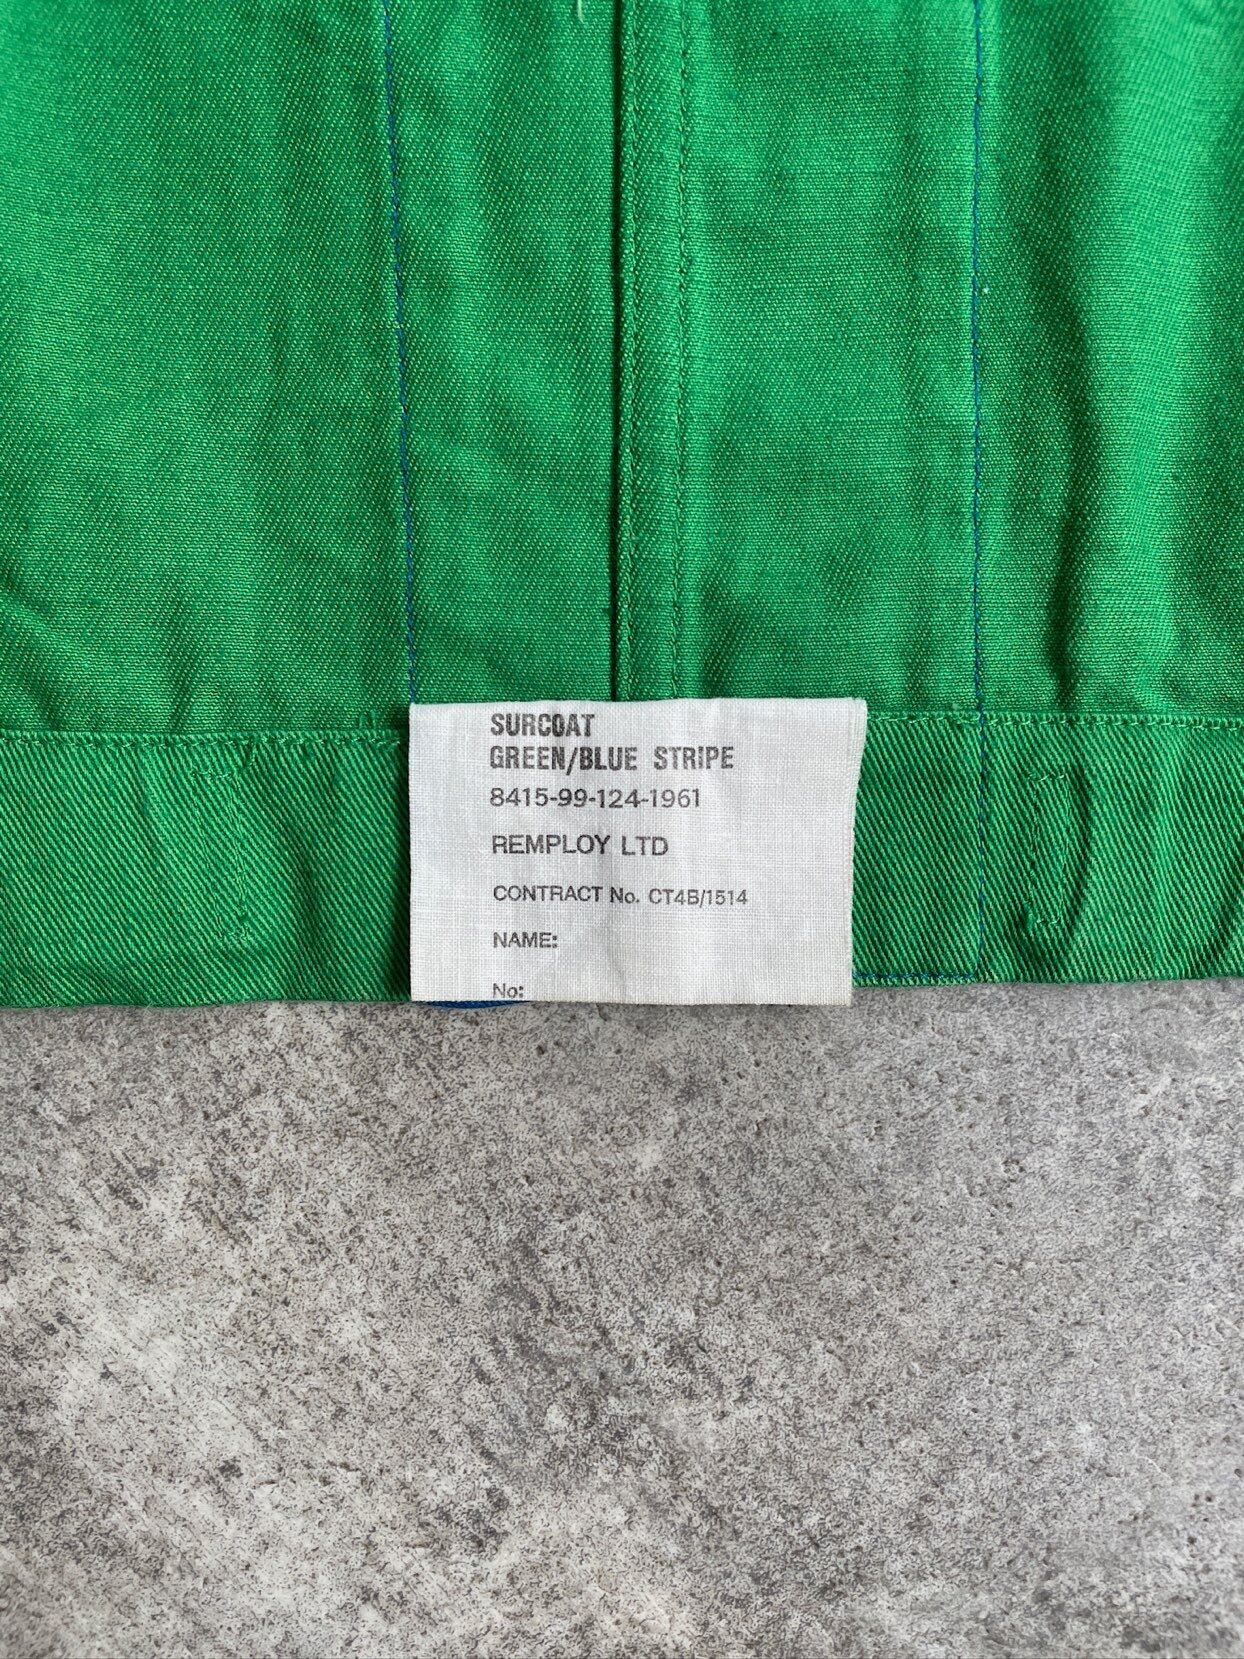 SURCOAT
GREEN/BLUE STRIPE
8415-99-124-1961
REMPLOY LTD
CONTRACT No. CT4B/1514
NAME:
No: